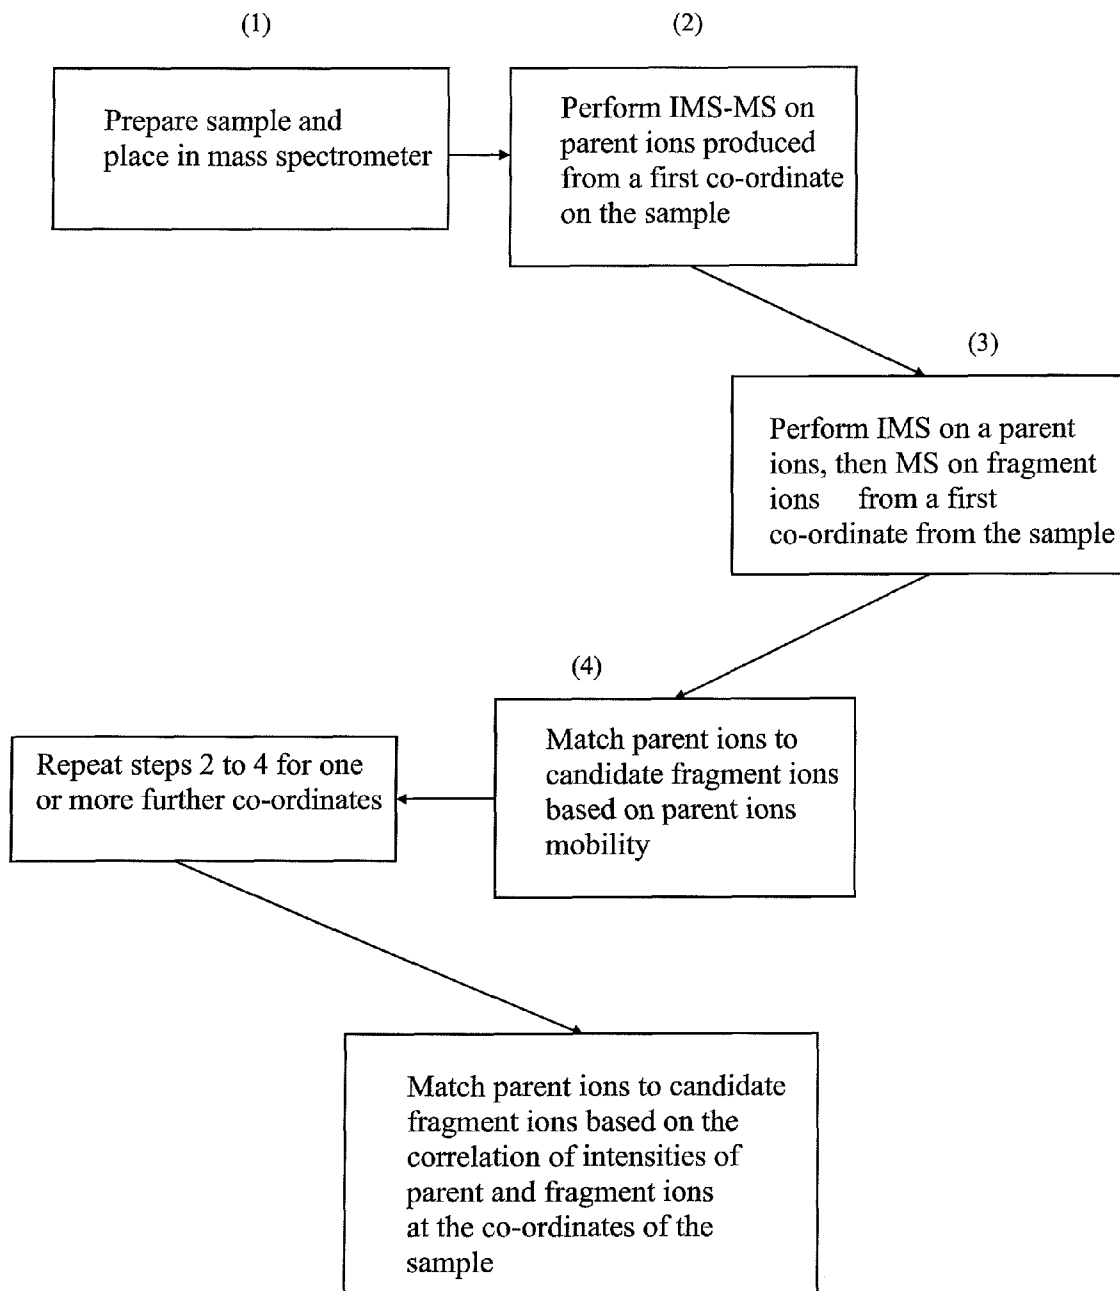 (1)
Prepare sample and
place in mass spectrometer
(2)
Perform IMS-MS on
parent ions produced
from a first co-ordinate
on the sample
(3)
Perform IMS on a parent
ions, then MS on fragment
ions from a first
co-ordinate from the sample
(4)
Match parent ions to
candidate fragment ions
based on parent ions
mobility
Repeat steps 2 to 4 for one
or more further co-ordinates
Match parent ions to candidate
fragment ions based on the
correlation of intensities of
parent and fragment ions
at the co-ordinates of the
sample